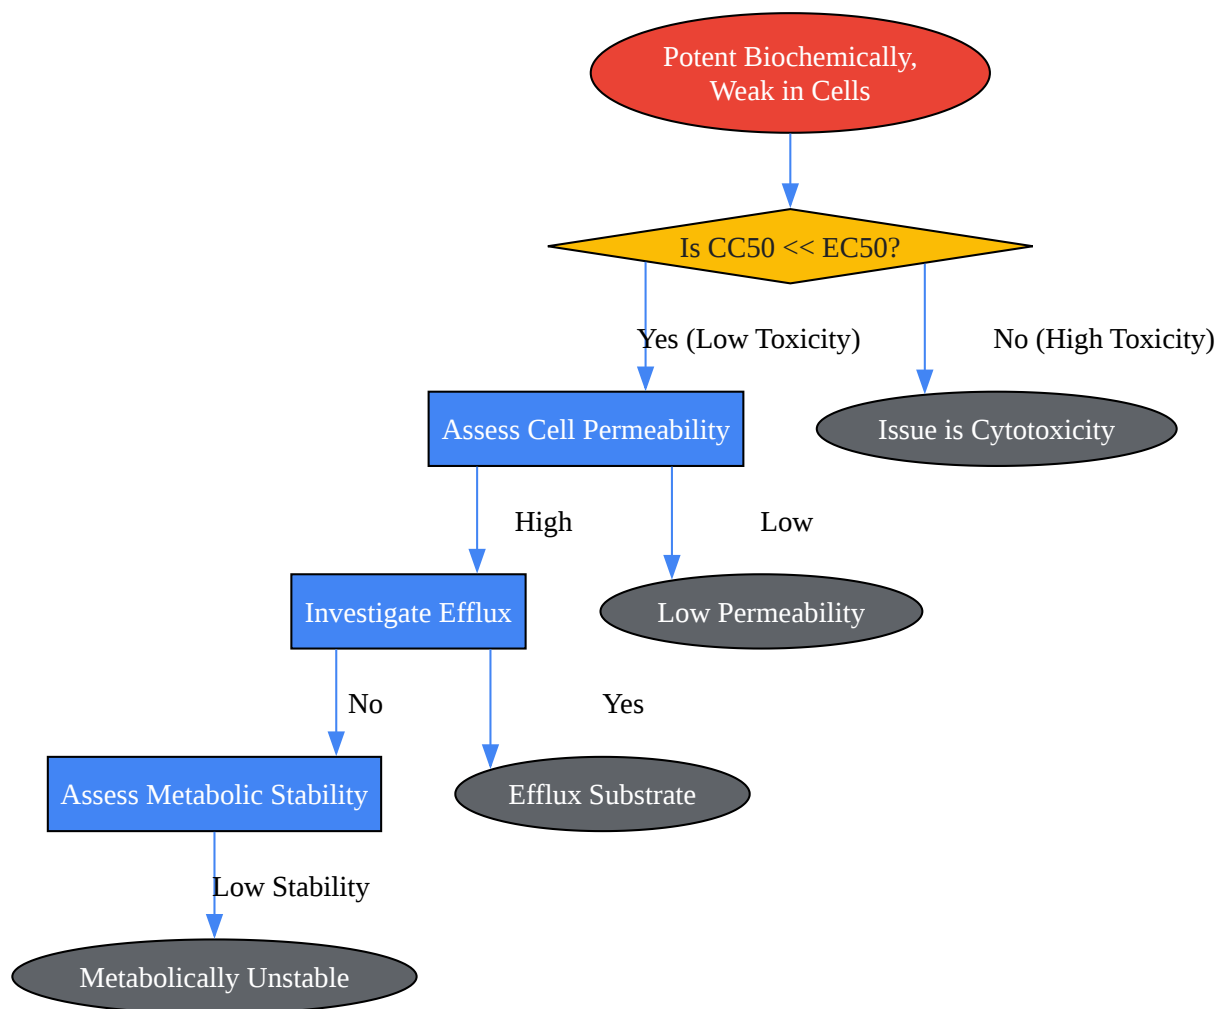 Potent Biochemically,
Weak in Cells
Is CC50 << EC50?
Yes (Low Toxicity)
No (High Toxicity)
Assess Cell Permeability
Issue is Cytotoxicity
High
Low
Investigate Efflux
Low Permeability
No
Yes
Assess Metabolic Stability
Efflux Substrate
Low Stability
Metabolically Unstable